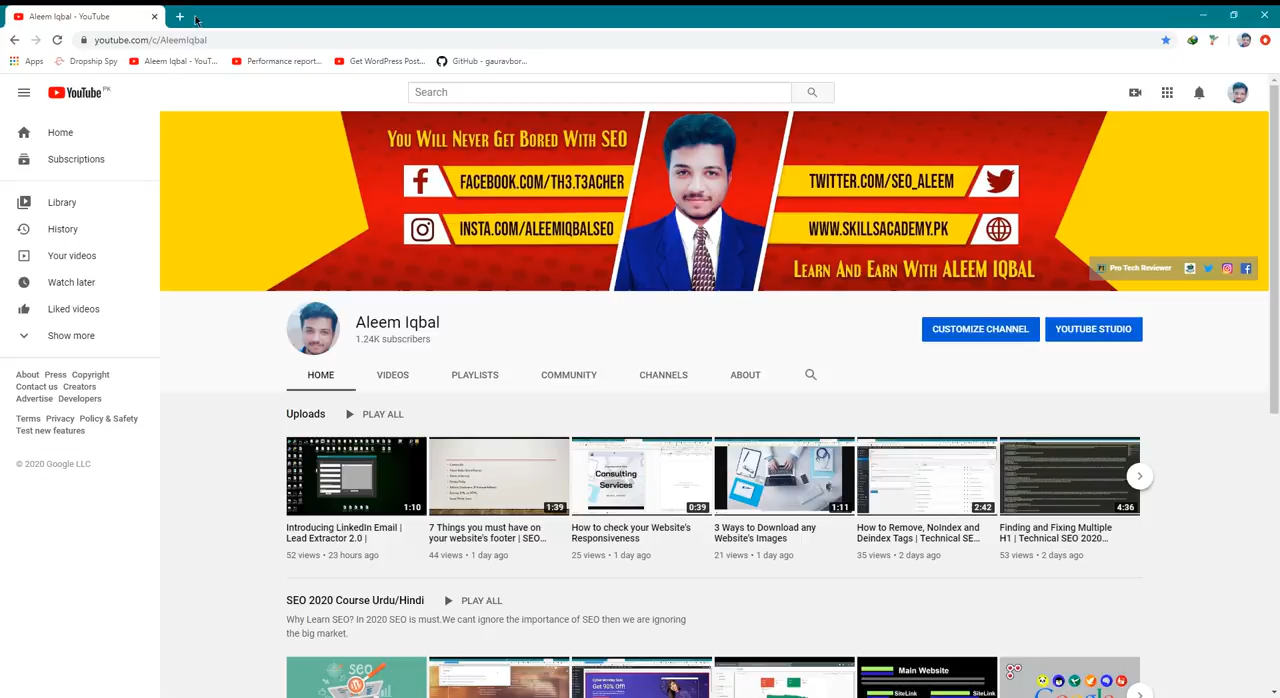 Aleem Iqbal - YouTube
youtube.com/c/AleemIqbal
Apps Dropship Spy Aleem Iqbal - YouT... Performance report... Get WordPress Post... GitHub - gauravbor...
YouTube PK
Search
Home
Subscriptions
Library
History
Your videos
Watch later
Liked videos
Show more
About Press Copyright
Contact us Creators
Advertise Developers
Terms Privacy Policy & Safety
Test new features
© 2020 Google LLC
YOU WILL NEVER GET BORED WITH SEO
FACEBOOK.COM/TH3.T3ACHER
INSTA.COM/ALEEMIQBALSEO
TWITTER.COM/SEO_ALEEM
WWW.SKILLSACADEMY.PK
LEARN AND EARN WITH ALEEM IQBAL
Pro Tech Reviewer
Aleem Iqbal
1.24K subscribers
CUSTOMIZE CHANNEL YOUTUBE STUDIO
HOME VIDEOS PLAYLISTS COMMUNITY CHANNELS ABOUT
Uploads PLAY ALL
Consulting
Services
1:10 1:39 0:39 1:11 2:42 4:36
Introducing LinkedIn Email |
Lead Extractor 2.0 |
52 views • 23 hours ago
7 Things you must have on
your website's footer | SEO...
44 views • 1 day ago
How to check your Website's
Responsiveness
25 views • 1 day ago
3 Ways to Download any
Website's Images
21 views • 1 day ago
How to Remove, NoIndex and
Deindex Tags | Technical SE...
35 views • 2 days ago
Finding and Fixing Multiple
H1 | Technical SEO 2020...
53 views • 2 days ago
SEO 2020 Course Urdu/Hindi PLAY ALL
Why Learn SEO? In 2020 SEO is must.We cant ignore the importance of SEO then we are ignoring
the big market.
seo
Get 90% Off!
Main Website
SiteLink SiteLink
Google